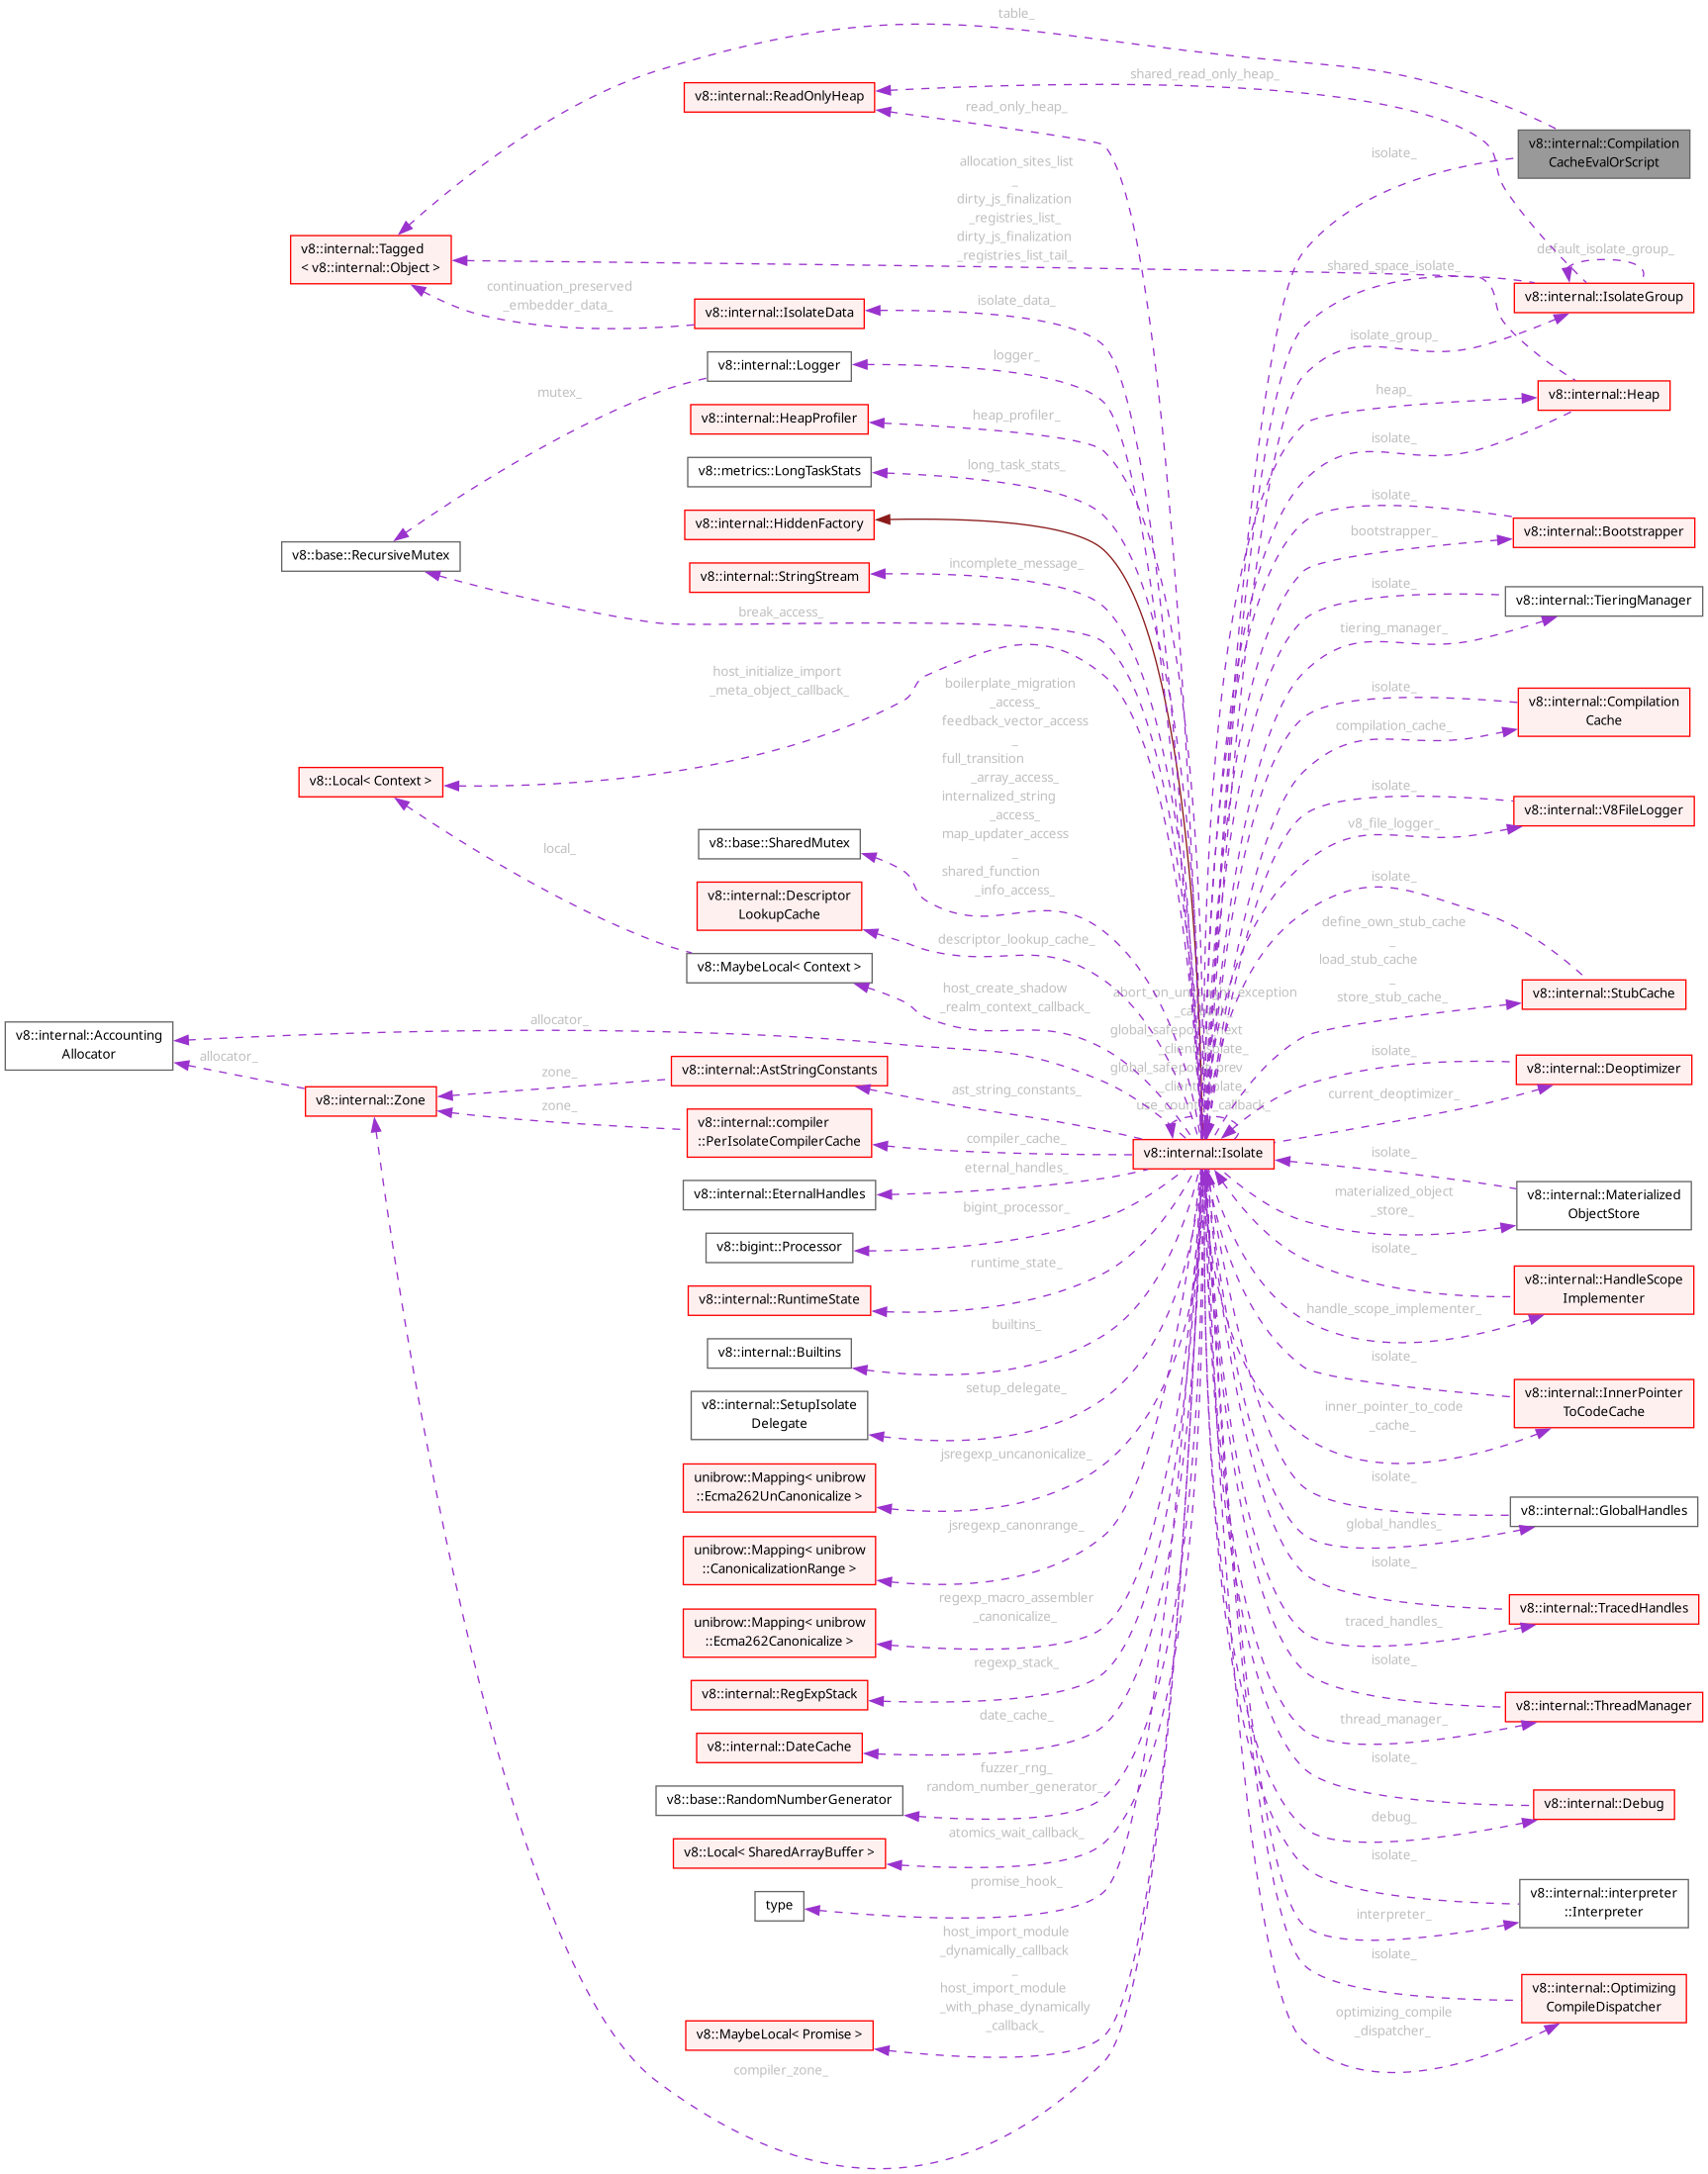 table_
shared_read_only_heap_
v8::internal::ReadOnlyHeap
read_only_heap_
v8::internal::Compilation
CacheEvalOrScript
isolate_
allocation_sites_list
_
dirty_js_finalization
_registries_list_
dirty_js_finalization
_registries_list_tail_
v8::internal::Tagged
< v8::internal::Object >
default_isolate_group_
shared_space_isolate_
continuation_preserved
_embedder_data_
v8::internal::IsolateData
isolate_data_
v8::internal::IsolateGroup
isolate_group_
v8::internal::Logger
logger_
mutex_
heap_
v8::internal::Heap
v8::internal::HeapProfiler
heap_profiler_
isolate_
v8::metrics::LongTaskStats
long_task_stats_
isolate_
v8::internal::HiddenFactory
bootstrapper_
v8::internal::Bootstrapper
v8::base::RecursiveMutex
v8::internal::StringStream
incomplete_message_
isolate_
v8::internal::TieringManager
break_access_
tiering_manager_
host_initialize_import
_meta_object_callback_
boilerplate_migration
_access_
feedback_vector_access
_
full_transition
_array_access_
internalized_string
_access_
map_updater_access
_
shared_function
_info_access_
isolate_
v8::internal::Compilation
Cache
compilation_cache_
v8::Local< Context >
isolate_
v8::internal::V8FileLogger
v8_file_logger_
local_
v8::base::SharedMutex
isolate_
v8::internal::Descriptor
LookupCache
define_own_stub_cache
_
load_stub_cache
_
store_stub_cache_
descriptor_lookup_cache_
v8::MaybeLocal< Context >
host_create_shadow
_realm_context_callback_
v8::internal::StubCache
v8::internal::Accounting
Allocator
allocator_
allocator_
isolate_
v8::internal::Deoptimizer
current_deoptimizer_
zone_
v8::internal::AstStringConstants
ast_string_constants_
v8::internal::Zone
zone_
v8::internal::compiler
::PerIsolateCompilerCache
compiler_cache_
v8::internal::Isolate
isolate_
v8::internal::EternalHandles
eternal_handles_
materialized_object
_store_
v8::internal::Materialized
ObjectStore
v8::bigint::Processor
bigint_processor_
isolate_
v8::internal::RuntimeState
runtime_state_
v8::internal::HandleScope
Implementer
handle_scope_implementer_
v8::internal::Builtins
builtins_
isolate_
v8::internal::SetupIsolate
Delegate
setup_delegate_
v8::internal::InnerPointer
ToCodeCache
inner_pointer_to_code
_cache_
unibrow::Mapping< unibrow
::Ecma262UnCanonicalize >
jsregexp_uncanonicalize_
isolate_
v8::internal::GlobalHandles
global_handles_
unibrow::Mapping< unibrow
::CanonicalizationRange >
jsregexp_canonrange_
isolate_
v8::internal::TracedHandles
traced_handles_
unibrow::Mapping< unibrow
::Ecma262Canonicalize >
regexp_macro_assembler
_canonicalize_
isolate_
v8::internal::RegExpStack
regexp_stack_
v8::internal::ThreadManager
thread_manager_
v8::internal::DateCache
date_cache_
isolate_
v8::base::RandomNumberGenerator
fuzzer_rng_
random_number_generator_
v8::internal::Debug
debug_
v8::Local< SharedArrayBuffer >
atomics_wait_callback_
isolate_
type
promise_hook_
v8::internal::interpreter
::Interpreter
interpreter_
host_import_module
_dynamically_callback
_
host_import_module
_with_phase_dynamically
_callback_
isolate_
v8::internal::Optimizing
CompileDispatcher
optimizing_compile
_dispatcher_
v8::MaybeLocal< Promise >
compiler_zone_